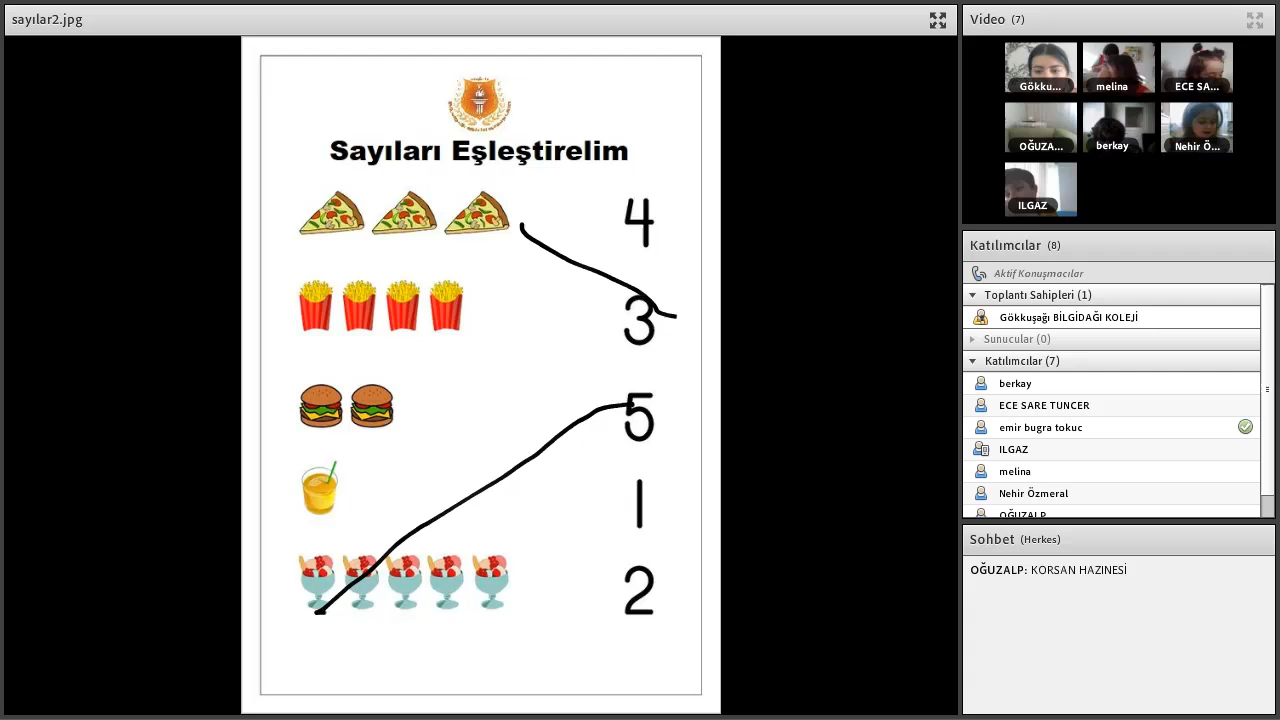 sayılar2.jpg
Sayıları Eşleştirelim
4
3
5
1
2
Video (7)
Gökku...
melina
ECE SA...
OĞUZA...
berkay
Nehir Ö...
ILGAZ
Katılımcılar (8)
Aktif Konuşmacılar
Toplantı Sahipleri (1)
Gökkuşağı BİLGİDAĞI KOLEJİ
Sunucular (0)
Katılımcılar (7)
berkay
ECE SARE TUNCER
emir bugra tokuc
ILGAZ
melina
Nehir Özmeral
OĞUZALP
Sohbet (Herkes)
OĞUZALP: KORSAN HAZINESİ